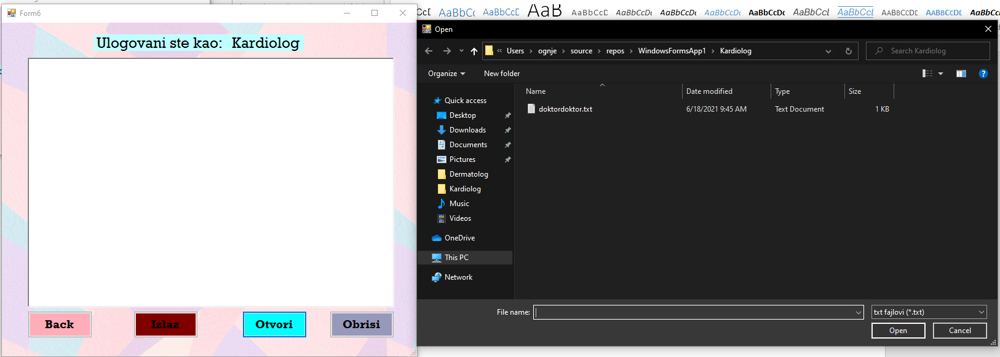 Form6
Ulogovani ste kao: Kardiolog
Back
Izlaz
Otvori
Obrisi
AaBbCc AaBbCcD AaB AaBbCcD AaBbCcDc AaBbCcDc AaBbCcDc AaBbCcDc AaBbCcL AaBbCcL AABBCCDE AABBCCDE
Open
« Users › ognje › source › repos › WindowsFormsApp1 › Kardiolog
Search Kardiolog
Organize
New folder
?
Name
Date modified
Type
Size
doktordoktor.txt
6/18/2021 9:45 AM
Text Document
1 KB
Quick access
Desktop
Downloads
Documents
Pictures
Dermatolog
Kardiolog
Music
Videos
OneDrive
This PC
Network
File name:
txt fajlovi (*.txt)
Open
Cancel